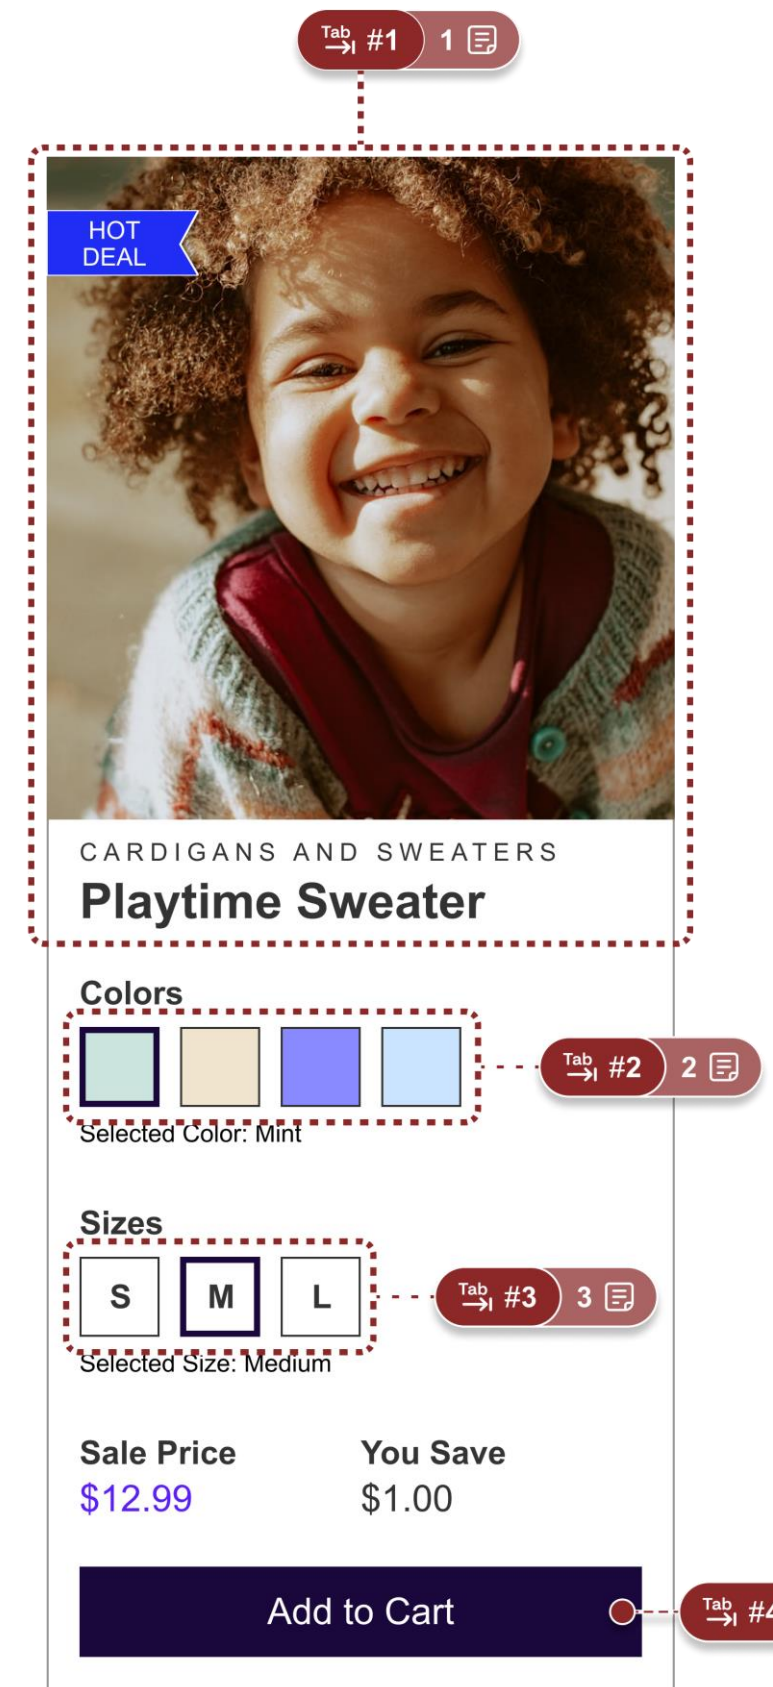 Tab #1 1
HOT
DEAL
CARDIGANS AND SWEATERS
Playtime Sweater
Colors
Tab #2 2
Selected Color: Mint
Sizes
S M L
Tab #3 3
Selected Size: Medium
Sale Price You Save
$12.99 $1.00
Add to Cart
Tab #4